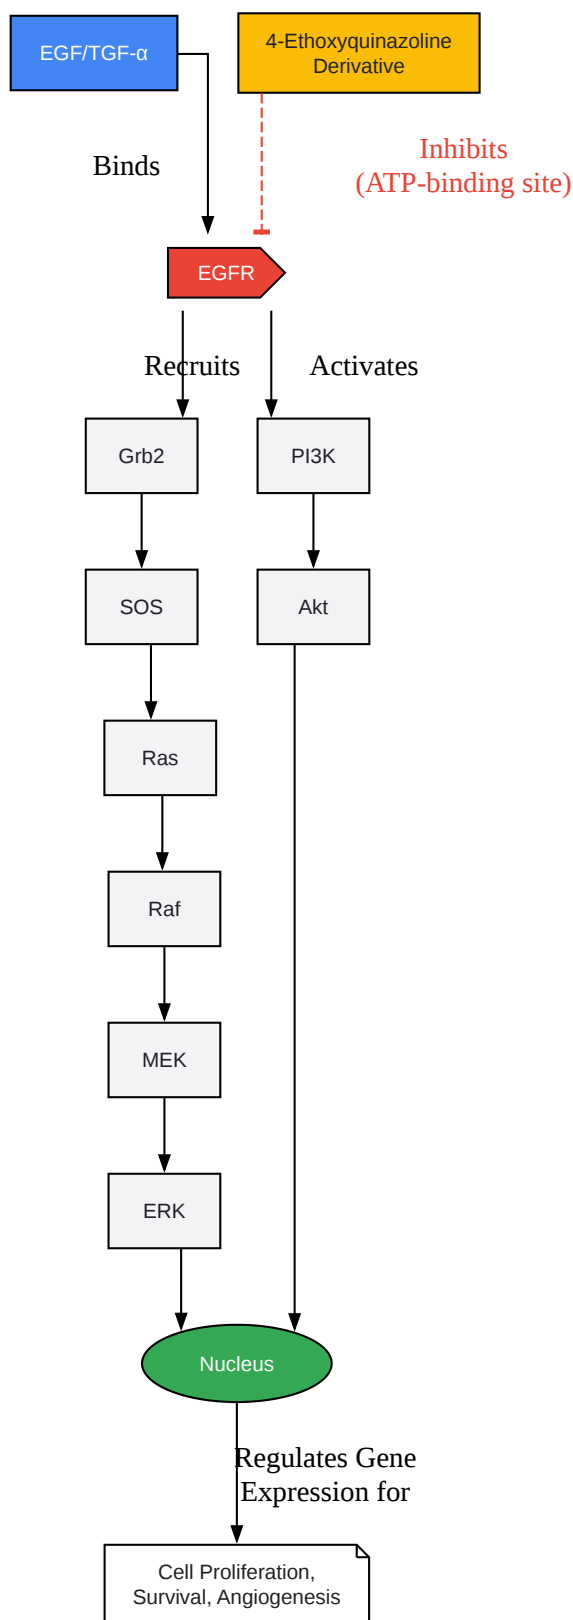 EGF/TGF-α
4-Ethoxyquinazoline
Derivative
Binds
Inhibits
(ATP-binding site)
EGFR
Recruits
Activates
Grb2
PI3K
SOS
Akt
Ras
Raf
MEK
ERK
Nucleus
Regulates Gene
Expression for
Cell Proliferation,
Survival, Angiogenesis